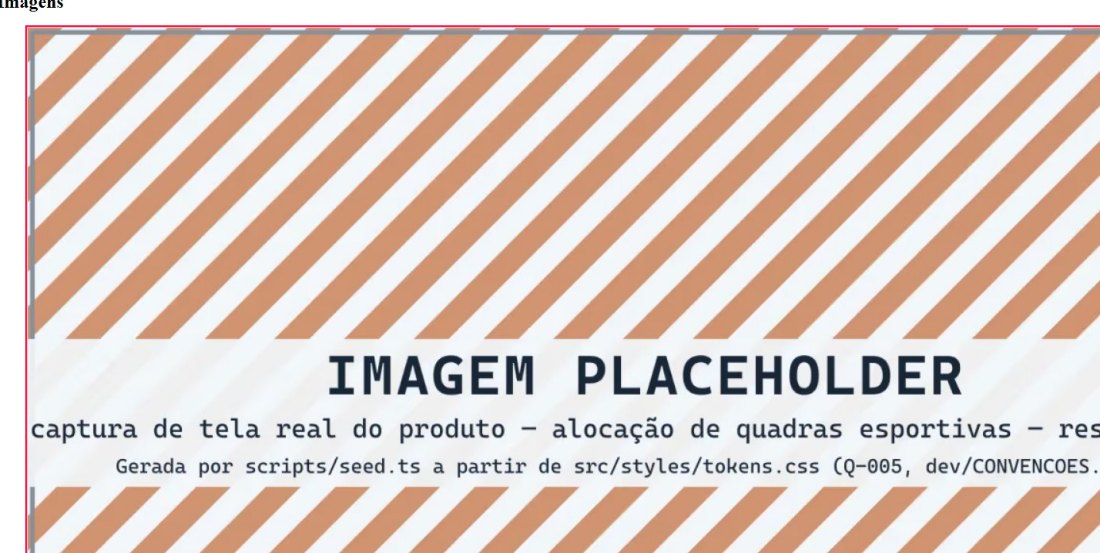 Imagens
IMAGEM PLACEHOLDER
captura de tela real do produto — alocação de quadras esportivas — res
Gerada por scripts/seed.ts a partir de src/styles/tokens.css (Q-005, dev/CONVENCOES.